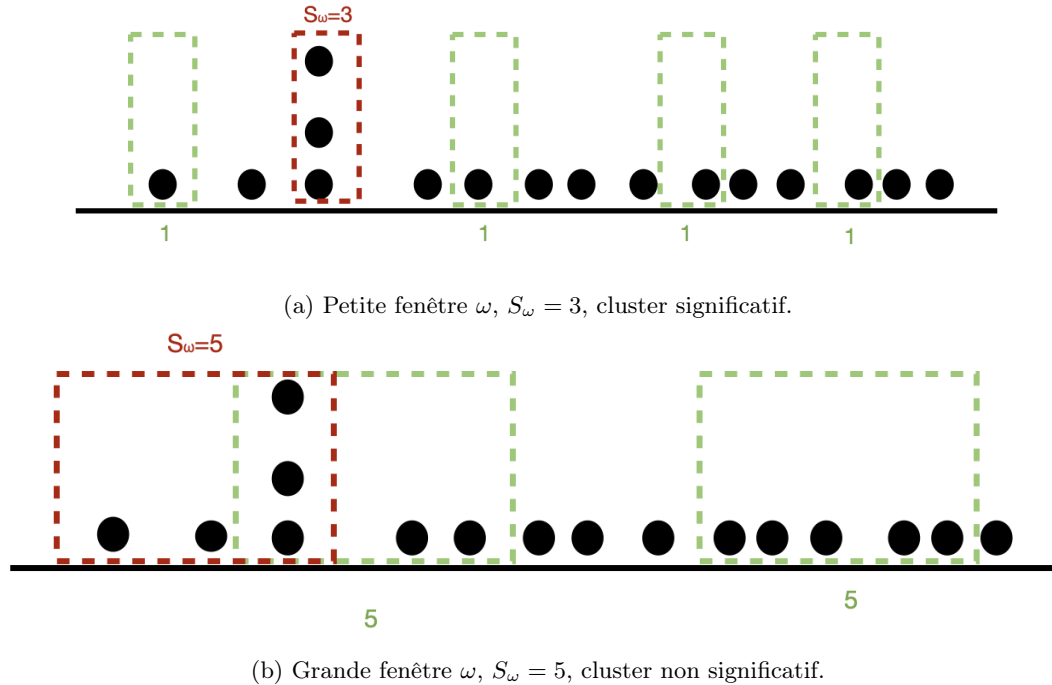 Sω=3
1 1 1 1
(a) Petite fenêtre ω, Sω = 3, cluster significatif.
Sω=5
5 5
(b) Grande fenêtre ω, Sω = 5, cluster non significatif.